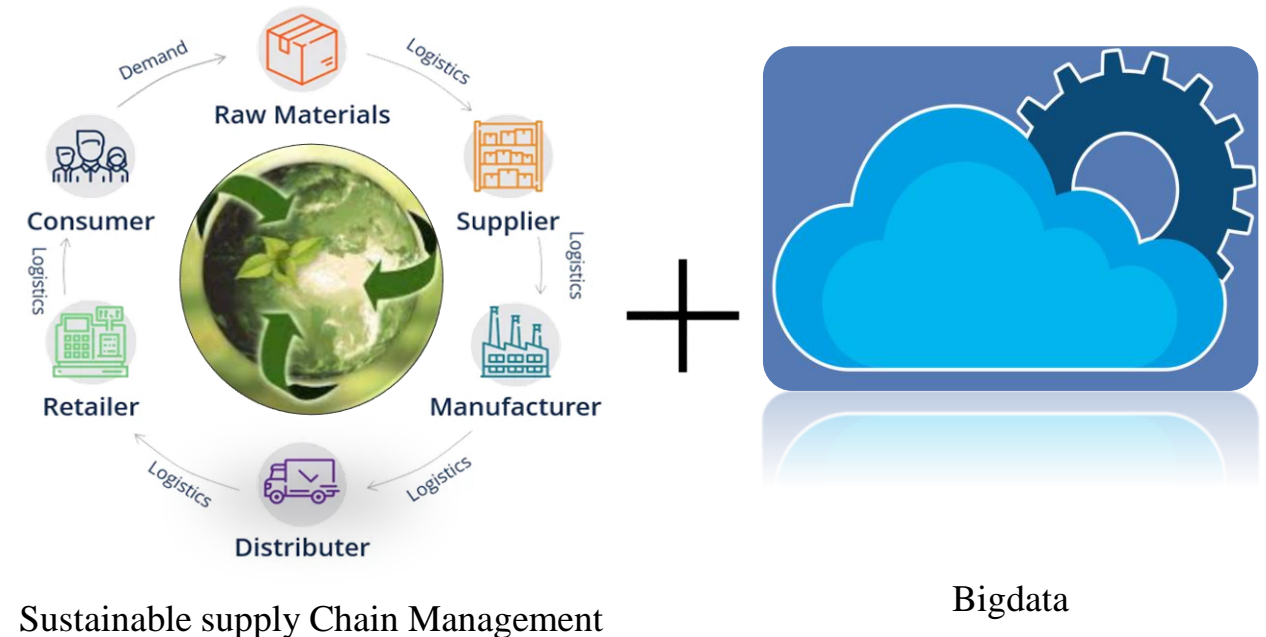 Demand
Logistics
Raw Materials
Consumer
Supplier
Logistics
Logistics
Retailer
Manufacturer
Logistics
Logistics
Distributer
Bigdata
Sustainable supply Chain Management